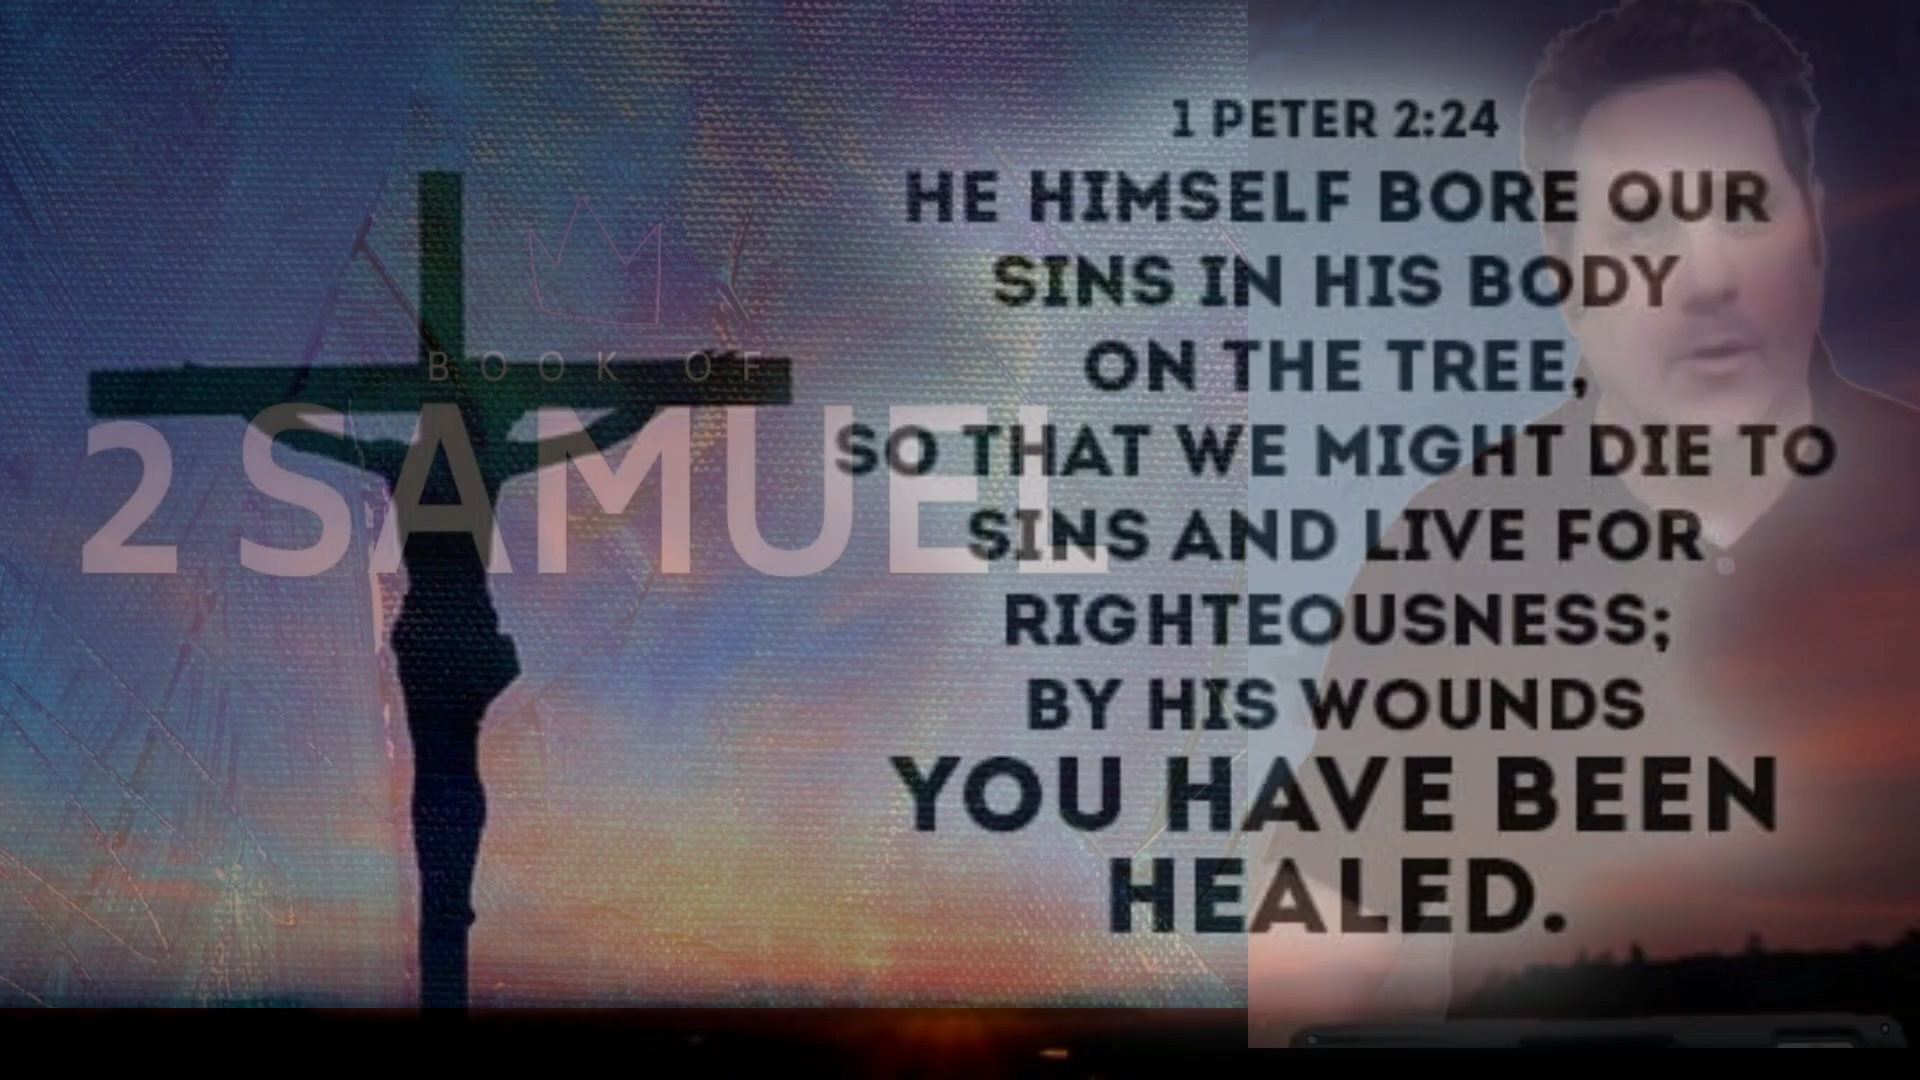 BOOK OF
2 SAMUEL
1 PETER 2:24
HE HIMSELF BORE OUR
SINS IN HIS BODY
ON THE TREE,
SO THAT WE MIGHT DIE TO
SINS AND LIVE FOR
RIGHTEOUSNESS;
BY HIS WOUNDS
YOU HAVE BEEN
HEALED.